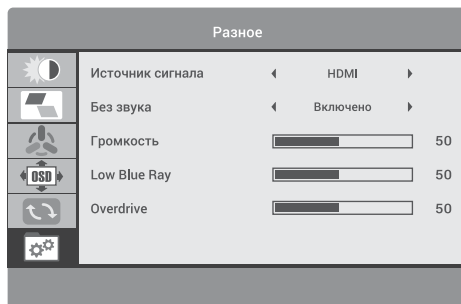 Разное
Источник сигнала HDMI
Без звука Включено
Громкость 50
Low Blue Ray 50
OSD
Overdrive 50